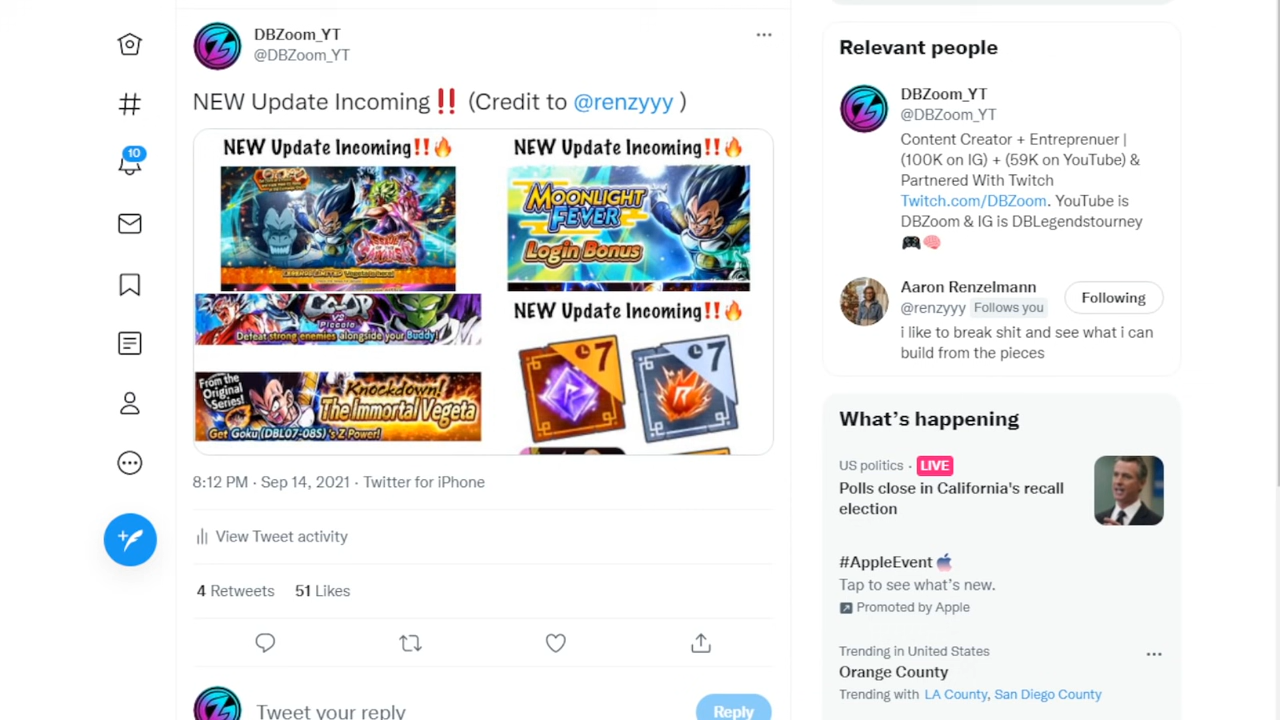 DBZoom_YT
@DBZoom_YT
NEW Update Incoming‼️ (Credit to @renzyyy )
NEW Update Incoming‼️🔥
NEW Update Incoming‼️🔥
MOONLIGHT
FEVER
Login Bonus
CO-OP
VS
Piccolo
Defeat strong enemies alongside your Buddy!
NEW Update Incoming‼️🔥
7
7
From the
Original
Series!
Knockdown!
The Immortal Vegeta
Get Goku (DBL07-08S)'s Z Power!
8:12 PM · Sep 14, 2021 · Twitter for iPhone
View Tweet activity
4 Retweets 51 Likes
Tweet your reply
Reply
10
Relevant people
DBZoom_YT
@DBZoom_YT
Content Creator + Entreprenuer |
(100K on IG) + (59K on YouTube) &
Partnered With Twitch
Twitch.com/DBZoom. YouTube is
DBZoom & IG is DBLegendstourney
🎮🧠
Aaron Renzelmann
@renzyyy Follows you
Following
i like to break shit and see what i can
build from the pieces
What's happening
US politics · LIVE
Polls close in California's recall
election
#AppleEvent
Tap to see what's new.
Promoted by Apple
Trending in United States
Orange County
Trending with LA County, San Diego County